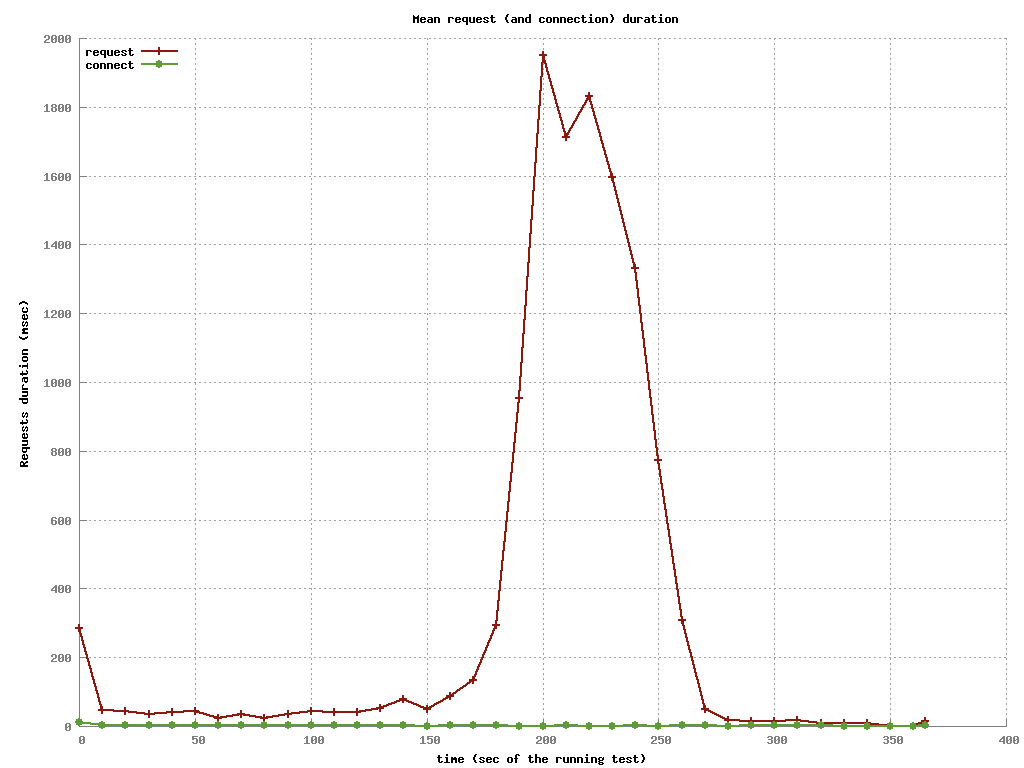 Mean request (and connection) duration
request
connect
2000
1800
1600
1400
1200
1000
800
600
400
200
0
Requests duration (msec)
0 50 100 150 200 250 300 350 400
time (sec of the running test)